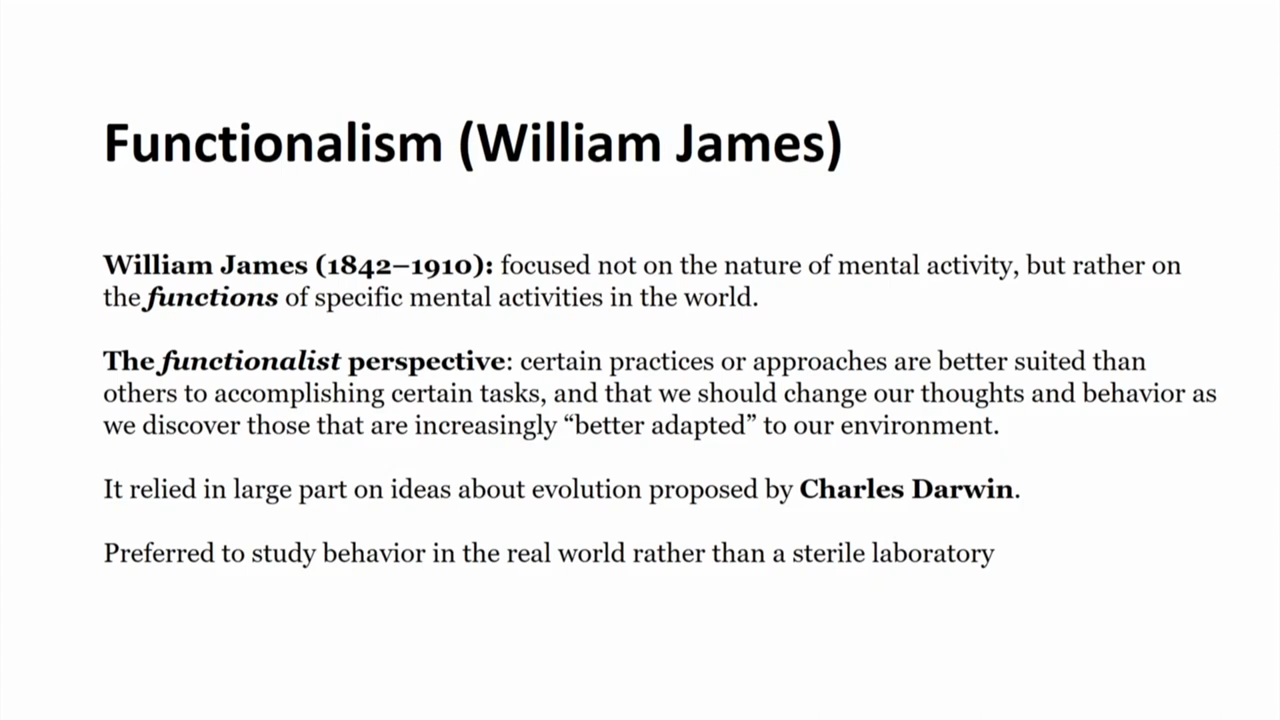 Functionalism (William James)
William James (1842–1910): focused not on the nature of mental activity, but rather on
the functions of specific mental activities in the world.
The functionalist perspective: certain practices or approaches are better suited than
others to accomplishing certain tasks, and that we should change our thoughts and behavior as
we discover those that are increasingly “better adapted” to our environment.
It relied in large part on ideas about evolution proposed by Charles Darwin.
Preferred to study behavior in the real world rather than a sterile laboratory